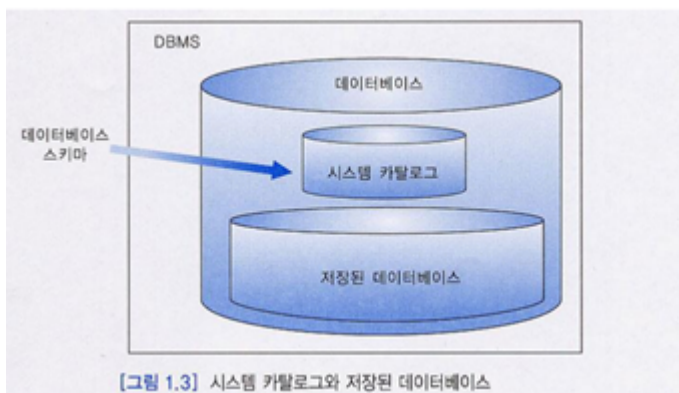 DBMS
데이터베이스
데이터베이스
스키마
시스템 카탈로그
저장된 데이터베이스
[그림 1.3] 시스템 카탈로그와 저장된 데이터베이스